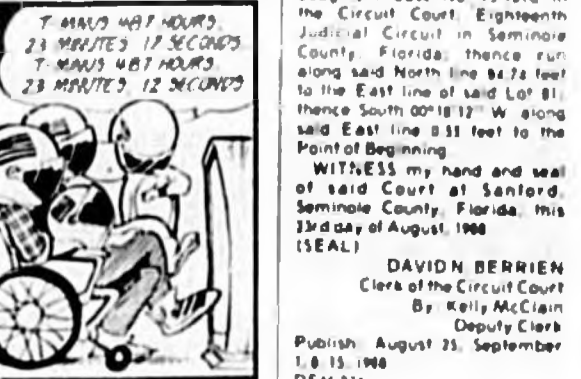 T-MINUS 487 HOURS,
23 MINUTES 17 SECONDS
T-MINUS 487 HOURS,
23 MINUTES, 12 SECONDS
the Circuit Court, Eighteenth
Judicial Circuit in Seminole
County, Florida; thence run
along said North line 84.74 feet
to the East line of said Lot 81,
thence South 00°18'12" W along
said East line 8.55 feet to the
Point of Beginning
WITNESS my hand and seal
of said Court at Sanford,
Seminole County, Florida, this
23rd day of August, 1988
(SEAL)
DAVID N BERRIEN
Clerk of the Circuit Court
By: Kelly McClain
Deputy Clerk
Publish: August 25, September
1, 8, 15, 1988